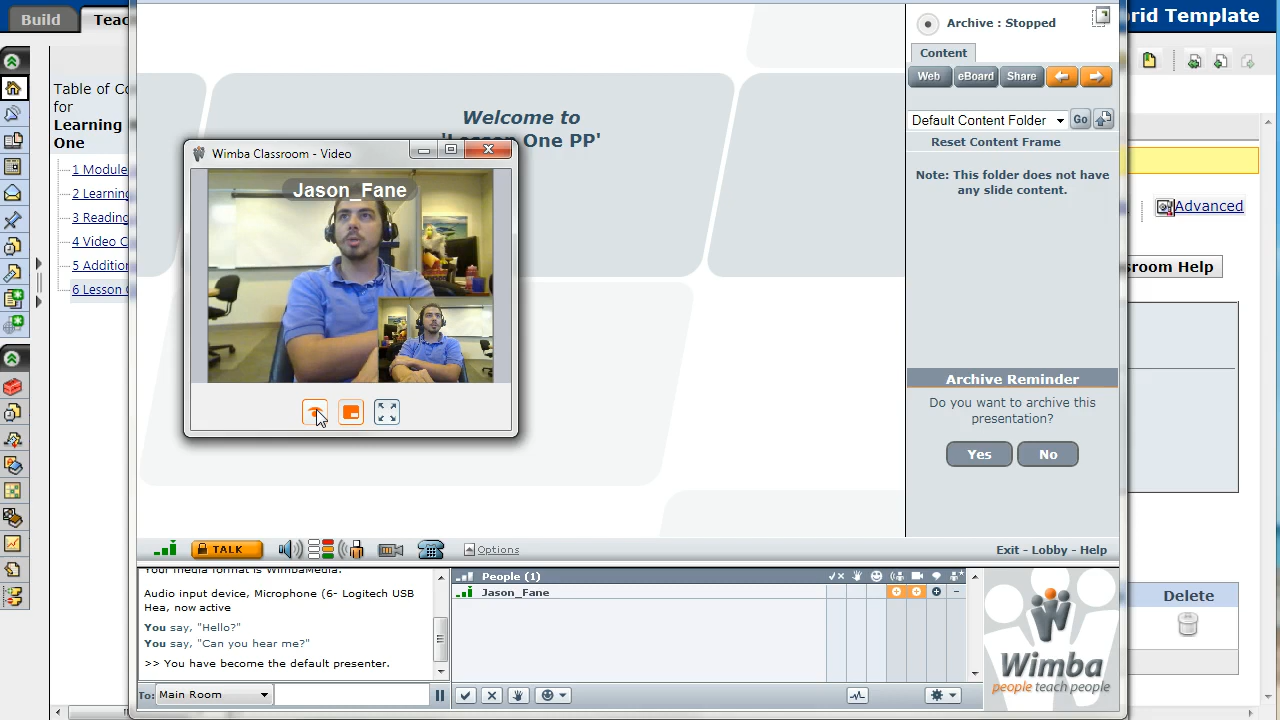 Build
Teac
rid Template
Archive : Stopped
Content
Web
eBoard
Share
Default Content Folder
Go
Reset Content Frame
Note: This folder does not have
any slide content.
Table of Co
for
Learning
One
1 Module
2 Learning
3 Reading
4 Video C
5 Addition
6 Lesson
Welcome to
One PP'
Wimba Classroom - Video
Jason_Fane
Advanced
sroom Help
Archive Reminder
Do you want to archive this
presentation?
Yes
No
TALK
Options
Exit - Lobby - Help
Your media format is WimbaMedia.
Audio input device, Microphone (6- Logitech USB
Hea, now active
You say, "Hello?"
You say, "Can you hear me?"
>> You have become the default presenter.
People (1)
Jason_Fane
To:
Main Room
Wimba
people teach people
Delete